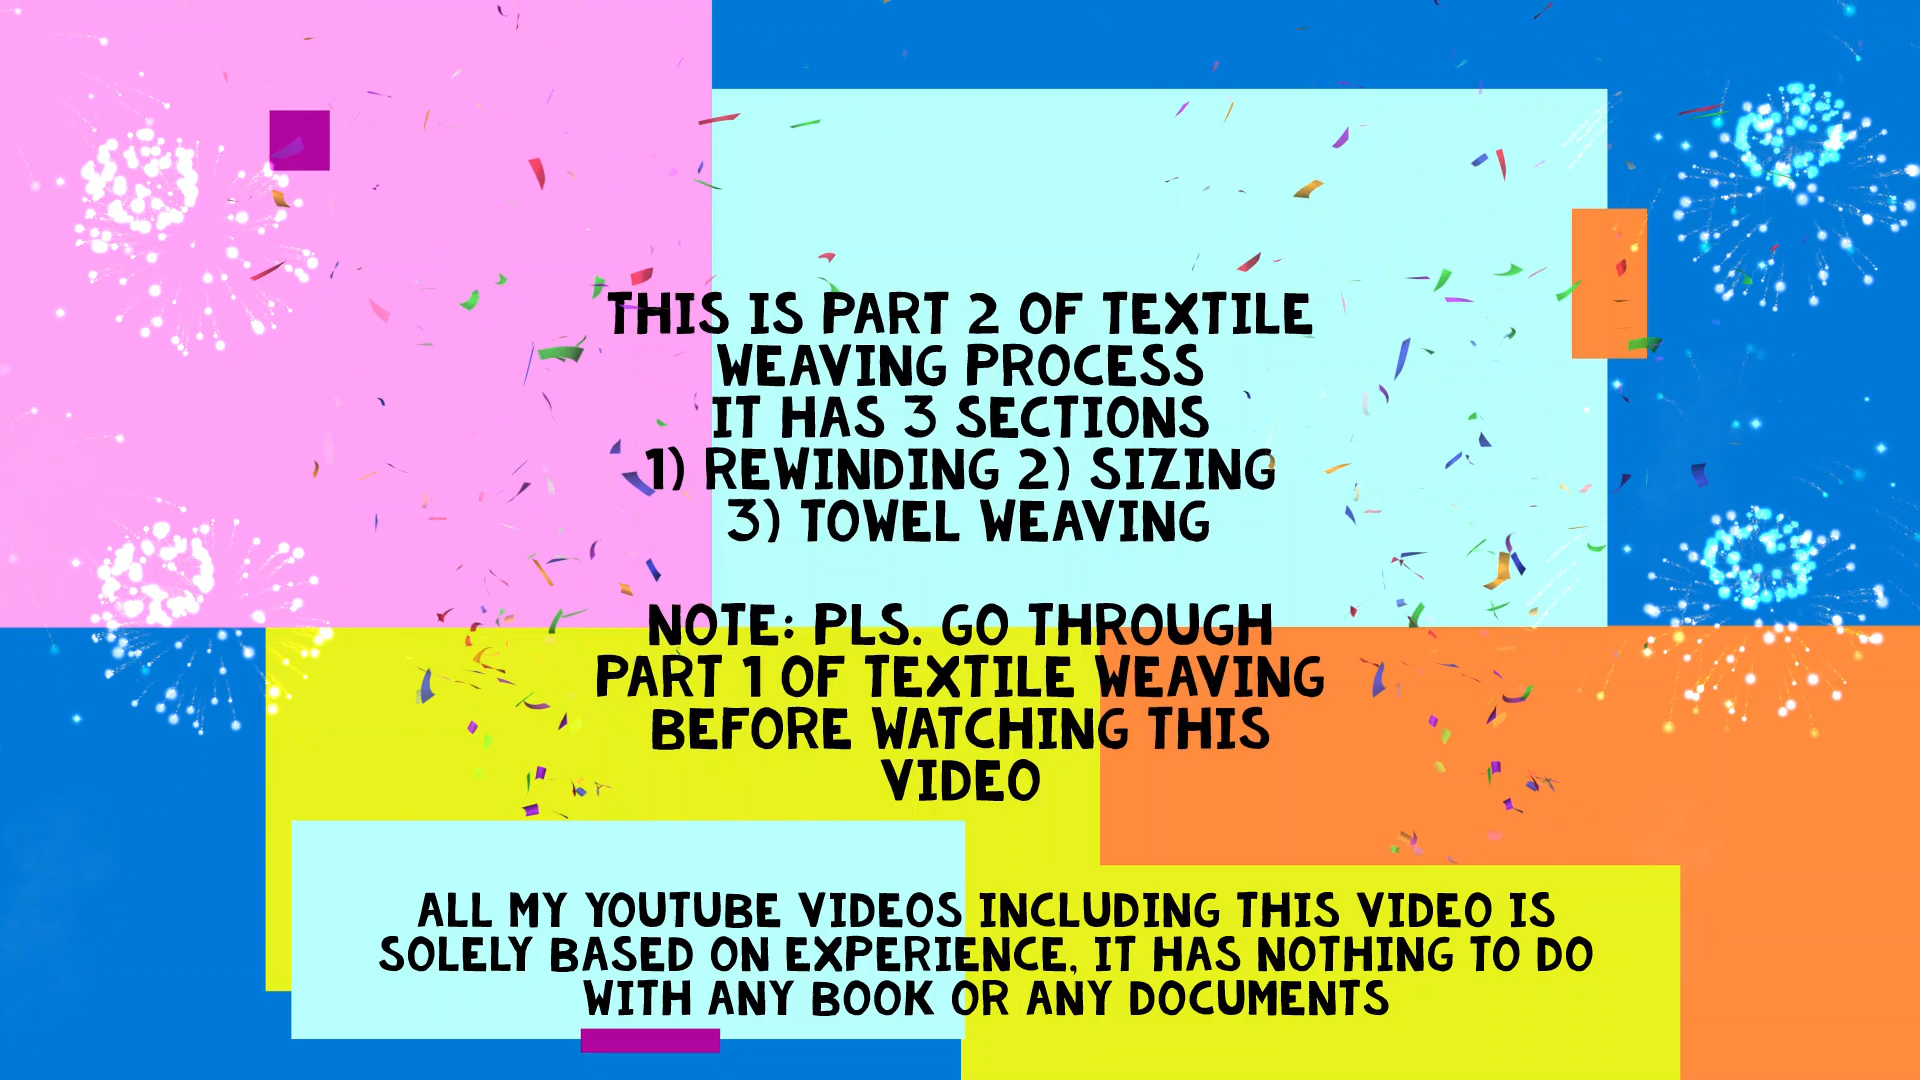 THIS IS PART 2 OF TEXTILE
WEAVING PROCESS
IT HAS 3 SECTIONS
1) REWINDING 2) SIZING
3) TOWEL WEAVING
NOTE: PLS. GO THROUGH
PART 1 OF TEXTILE WEAVING
BEFORE WATCHING THIS
VIDEO
ALL MY YOUTUBE VIDEOS INCLUDING THIS VIDEO IS
SOLELY BASED ON EXPERIENCE, IT HAS NOTHING TO DO
WITH ANY BOOK OR ANY DOCUMENTS